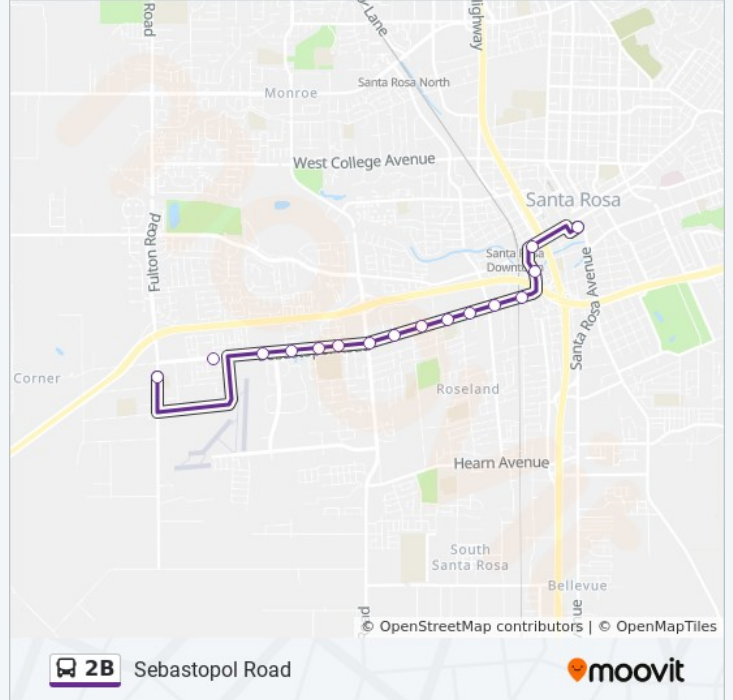 Road
Lane
Highway
Santa Rosa North
Monroe
West College Avenue
Santa Rosa
Fulton Road
Santa Rosa
Downtown
Santa Rosa Avenue
Corner
Roseland
Hearn Avenue
South
Santa Rosa
Bellevue
© OpenStreetMap contributors | © OpenMapTiles
2B Sebastopol Road
moovit